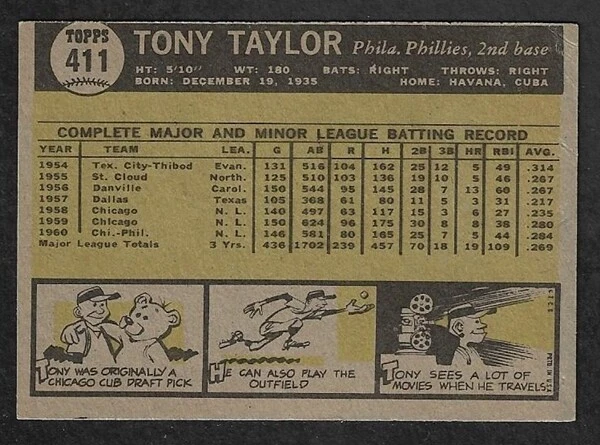 TOPPS
411
TONY TAYLOR Phila. Phillies, 2nd base
HT: 5'10" WT: 180 BATS: RIGHT THROWS: RIGHT
BORN: DECEMBER 19, 1935 HOME: HAVANA, CUBA
COMPLETE MAJOR AND MINOR LEAGUE BATTING RECORD
YEAR TEAM LEA. G AB R H 2B 3B HR RBI AVG.
1954 Tex. City-Thibod Evan. 131 516 104 162 25 12 5 49 .314
1955 St. Cloud North. 125 510 103 136 19 10 5 46 .267
1956 Danville Carol. 150 544 95 145 28 7 13 60 .267
1957 Dallas Texas 105 368 61 80 11 5 3 31 .217
1958 Chicago N. L. 140 497 63 117 15 3 6 27 .235
1959 Chicago N. L. 150 624 96 175 30 8 8 38 .280
1960 Chi.-Phil. N. L. 146 581 80 165 25 7 5 44 .284
Major League Totals 3 Yrs. 436 1702 239 457 70 18 19 109 .269
TONY WAS ORIGINALLY A
CHICAGO CUB DRAFT PICK
HE CAN ALSO PLAY THE
OUTFIELD
TONY SEES A LOT OF
MOVIES WHEN HE TRAVELS.
PRTD. IN U.S.A.